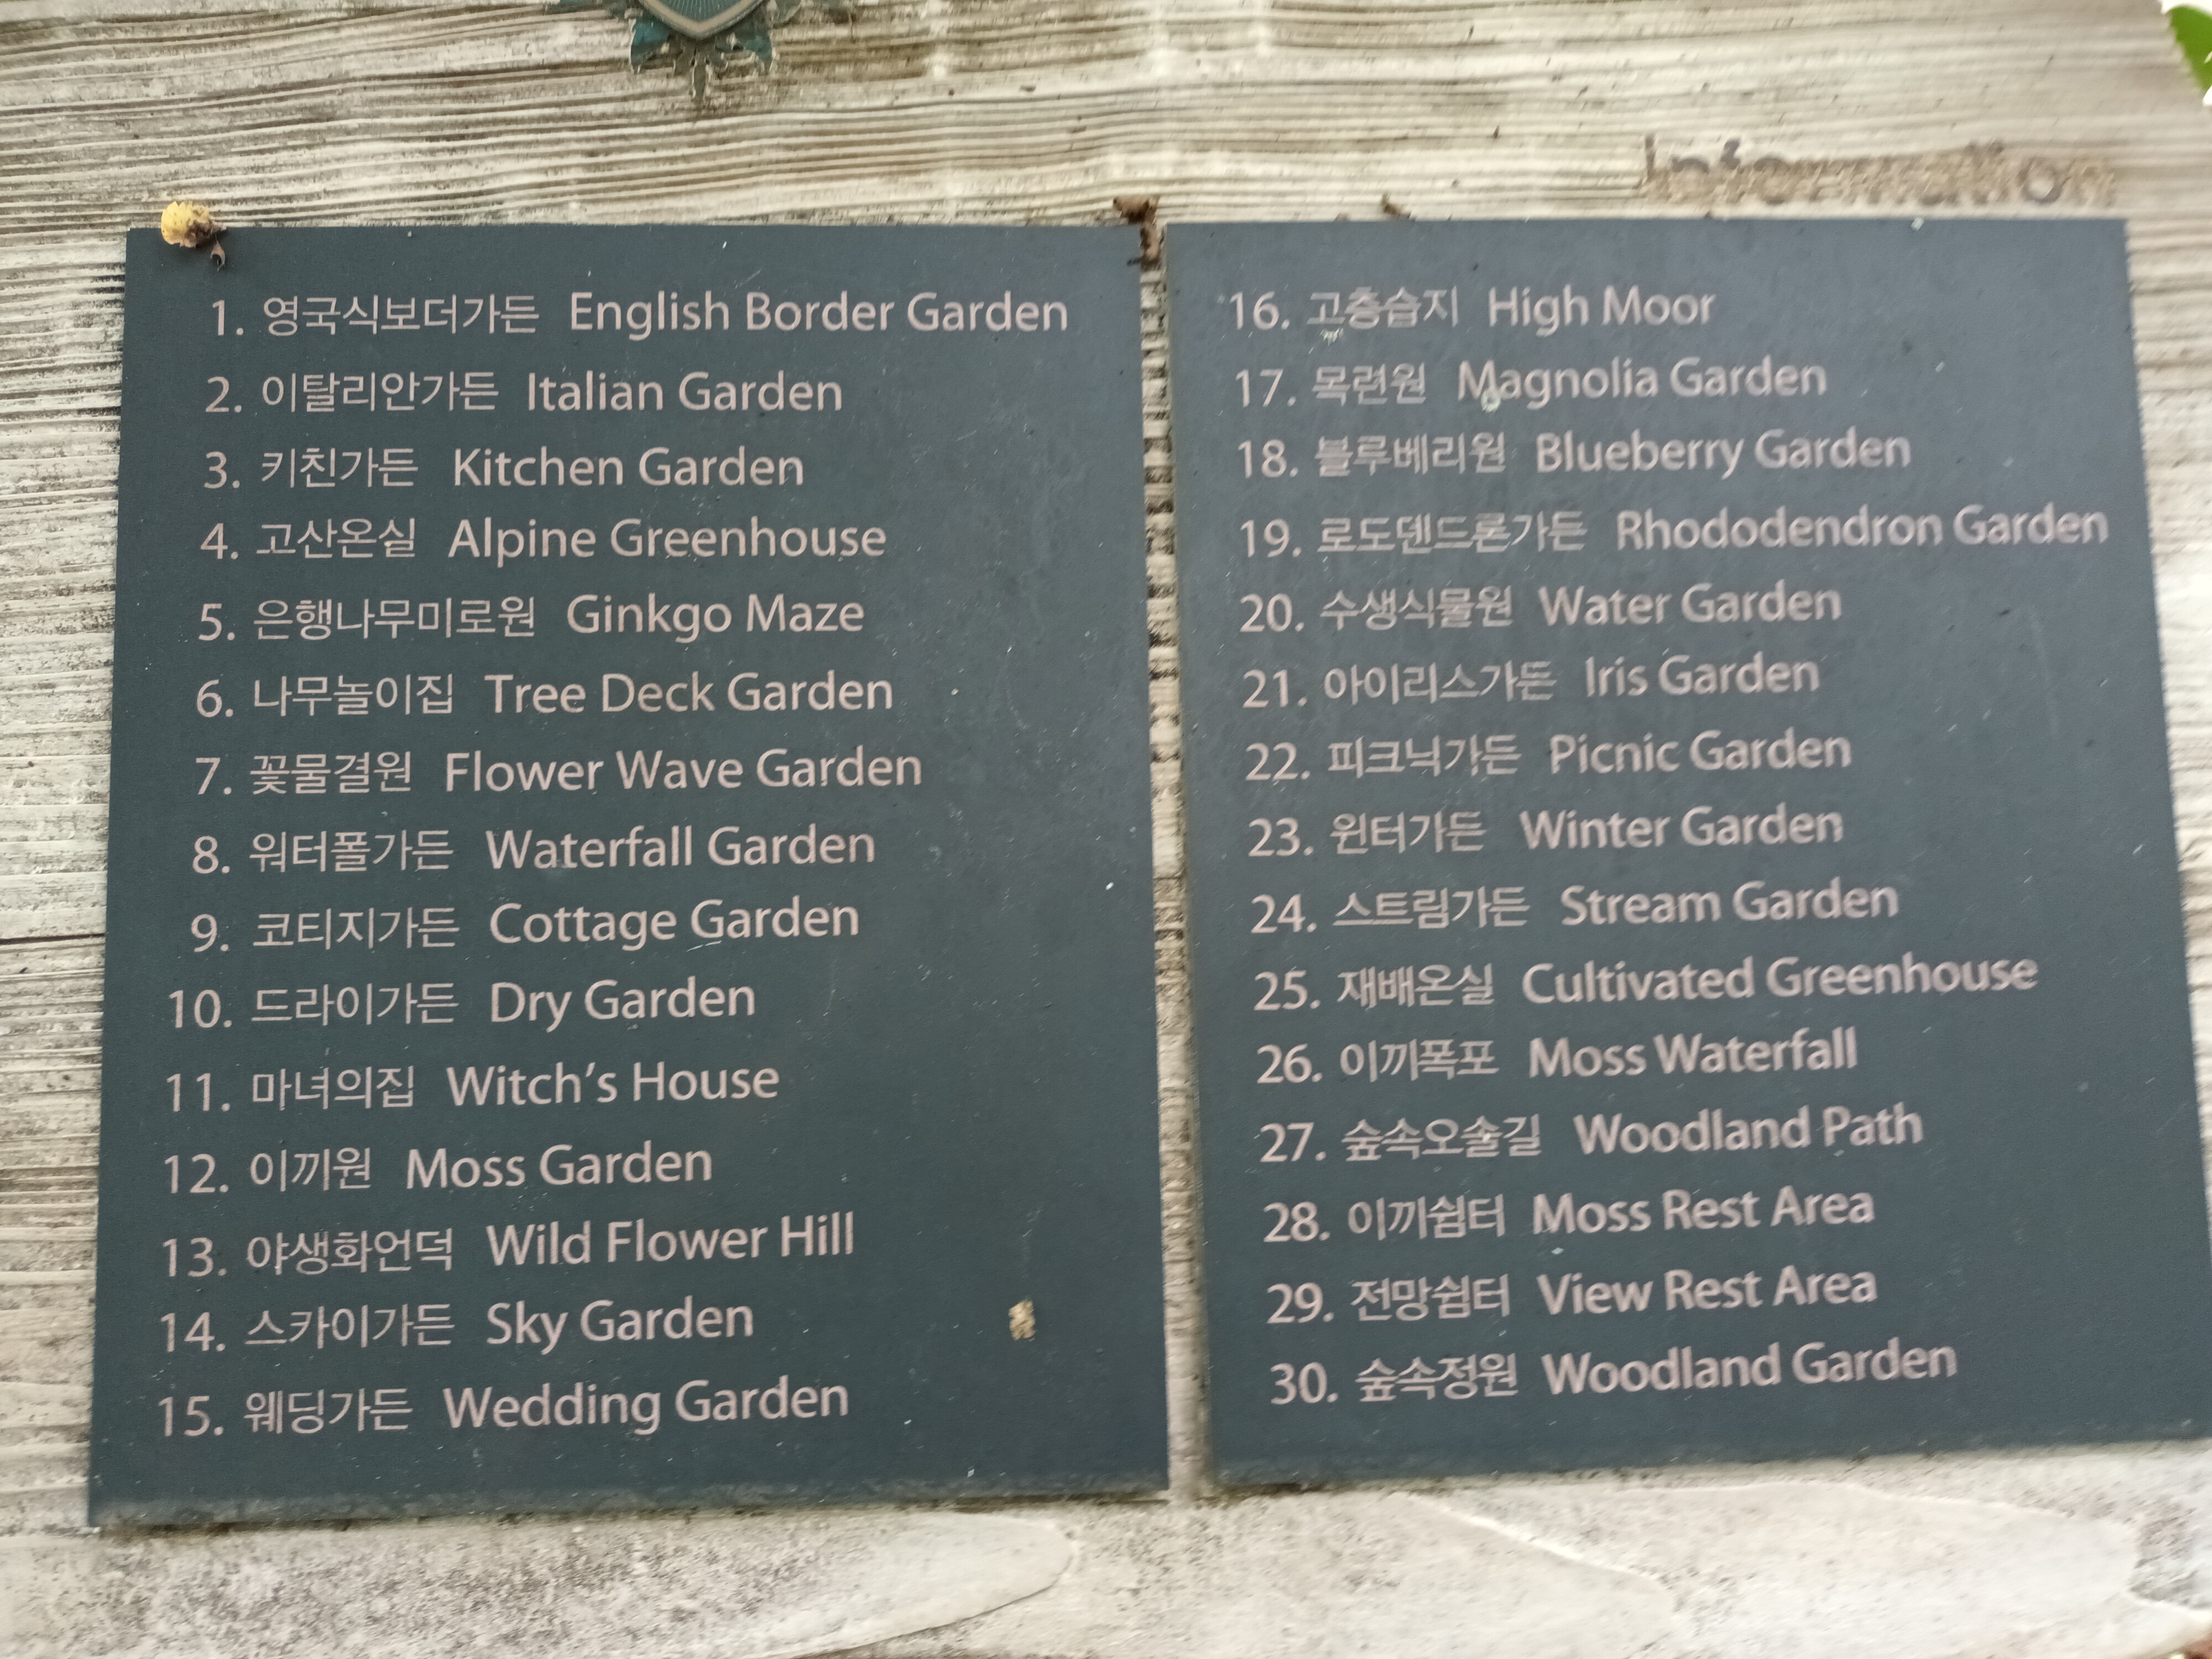 Information
1. 영국식보더가든 English Border Garden
2. 이탈리안가든 Italian Garden
3. 키친가든 Kitchen Garden
4. 고산온실 Alpine Greenhouse
5. 은행나무미로원 Ginkgo Maze
6. 나무놀이집 Tree Deck Garden
7. 꽃물결원 Flower Wave Garden
8. 워터폴가든 Waterfall Garden
9. 코티지가든 Cottage Garden
10. 드라이가든 Dry Garden
11. 마녀의집 Witch's House
12. 이끼원 Moss Garden
13. 야생화언덕 Wild Flower Hill
14. 스카이가든 Sky Garden
15. 웨딩가든 Wedding Garden
16. 고층습지 High Moor
17. 목련원 Magnolia Garden
18. 블루베리원 Blueberry Garden
19. 로도덴드론가든 Rhododendron Garden
20. 수생식물원 Water Garden
21. 아이리스가든 Iris Garden
22. 피크닉가든 Picnic Garden
23. 윈터가든 Winter Garden
24. 스트림가든 Stream Garden
25. 재배온실 Cultivated Greenhouse
26. 이끼폭포 Moss Waterfall
27. 숲속오솔길 Woodland Path
28. 이끼쉼터 Moss Rest Area
29. 전망쉼터 View Rest Area
30. 숲속정원 Woodland Garden